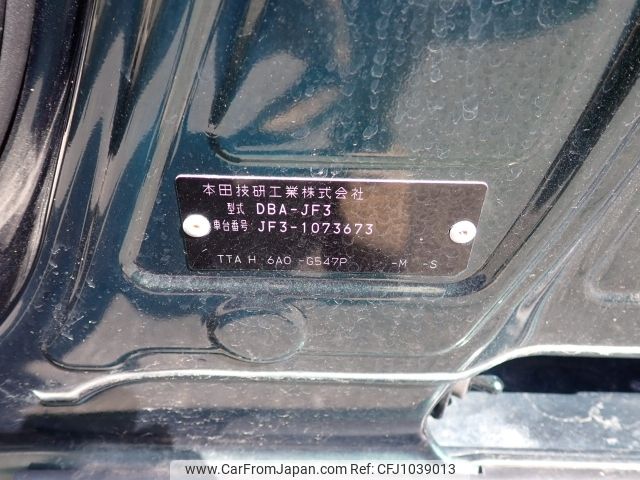 本田技研工業株式会社
型式 DBA-JF3
車台番号 JF3-1073673
TTA H 6A0 -G547P -M -S
www.CarFromJapan.com
Ref.No CFJ1039013